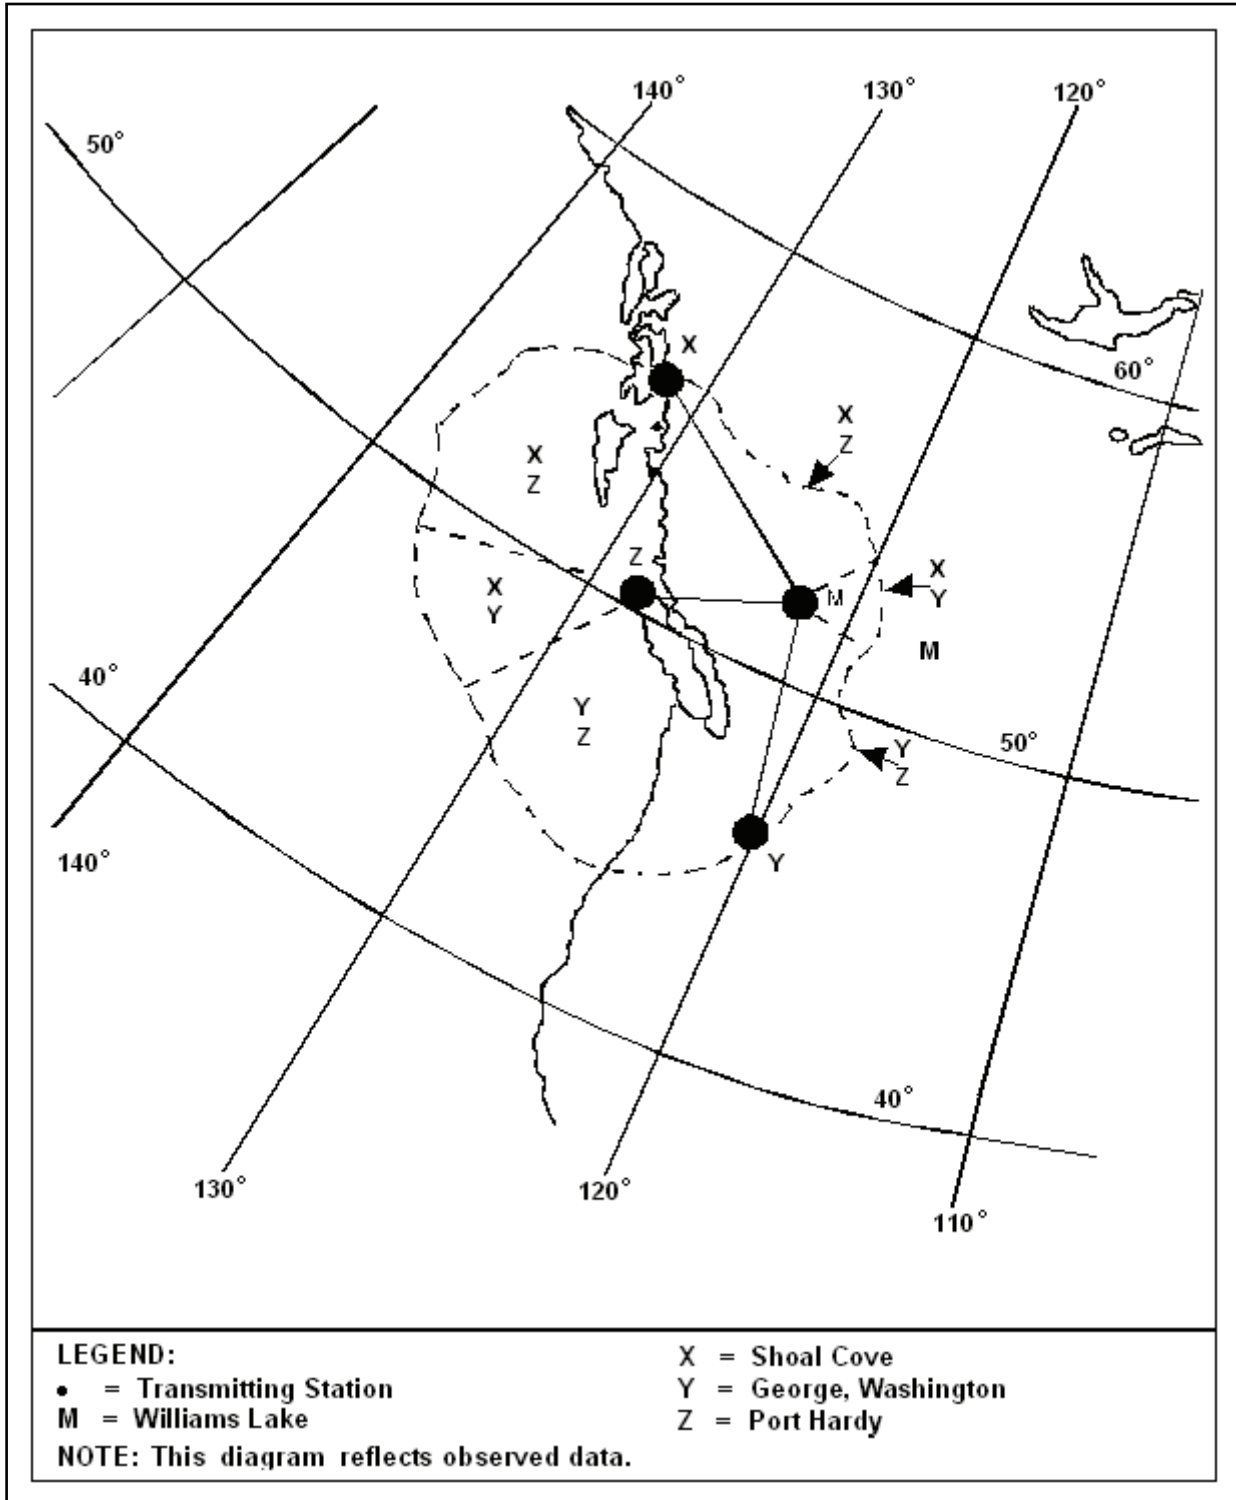 140°
130°
120°
50°
60°
X
X
Z
X
Z
Z
X
Y
M
X
Y
M
40°
Y
Z
50°
Y
Z
Y
140°
40°
130°
120°
110°
LEGEND:
• = Transmitting Station
M = Williams Lake
X = Shoal Cove
Y = George, Washington
Z = Port Hardy
NOTE: This diagram reflects observed data.